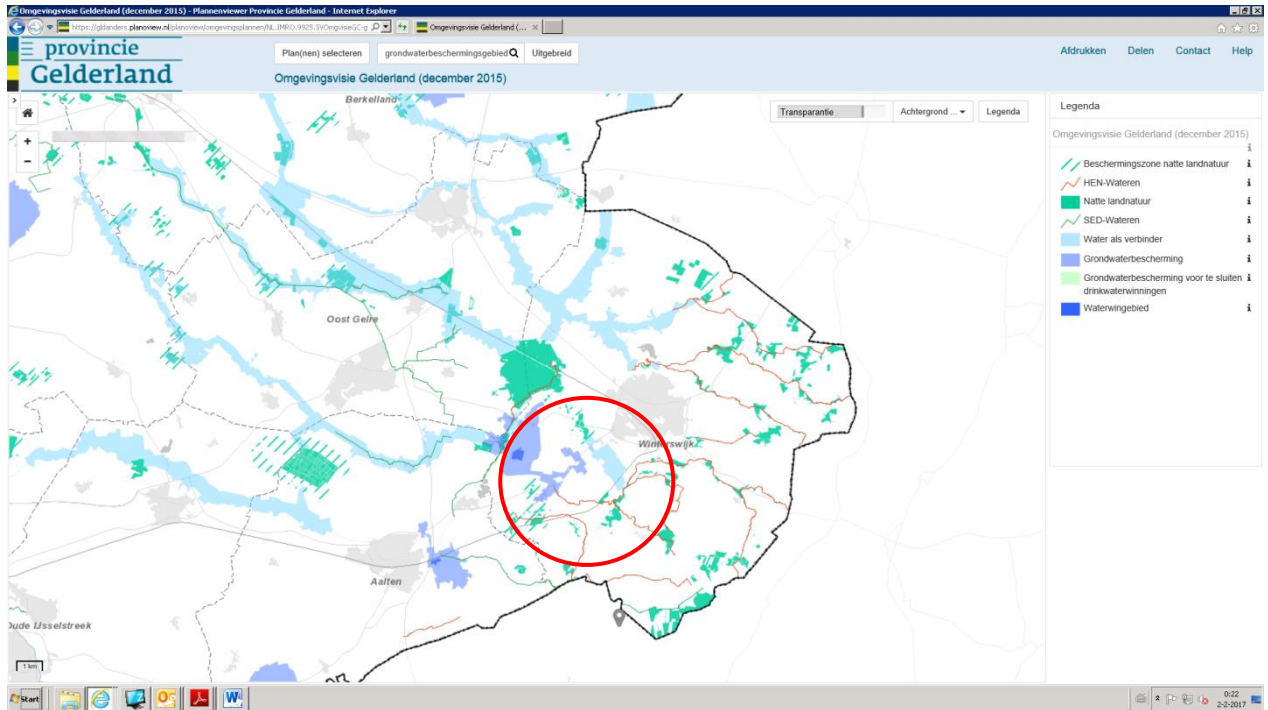 Omgevingsvisie Gelderland (december 2015) - Plannenviewer Provincie Gelderland - Internet Explorer
Omgevingsvisie Gelderland (...
provincie
Gelderland
Plan(nen) selecteren
grondwaterbeschermingsgebied
Uitgebreid
Afdrukken
Delen
Contact
Help
Omgevingsvisie Gelderland (december 2015)
Transparantie
Achtergrond ...
Legenda
+
−
Berkelland
Oost Gelre
Winterswijk
Aalten
Oude IJsselstreek
1 km
Legenda
Omgevingsvisie Gelderland (december 2015)
Beschermingszone natte landnatuur
HEN-Wateren
Natte landnatuur
SED-Wateren
Water als verbinder
Grondwaterbescherming
Grondwaterbescherming voor te sluiten
drinkwaterwinningen
Waterwingebied
Start
0:22
2-2-2017